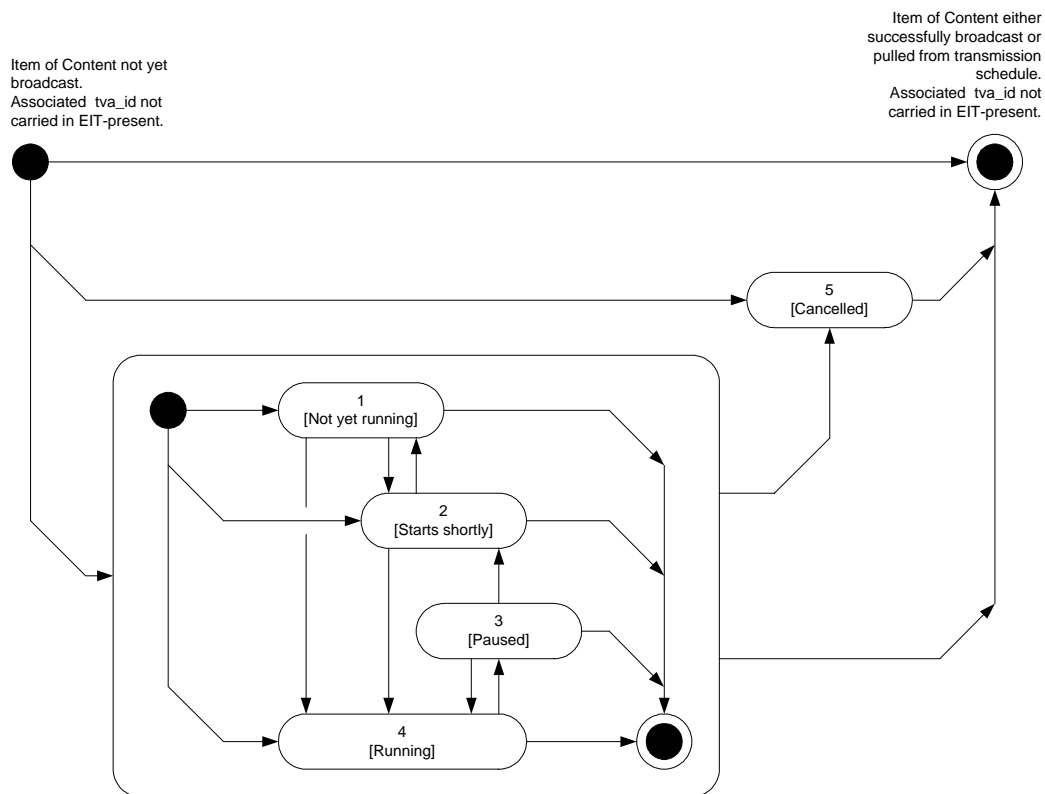 Item of Content not yet
broadcast.
Associated tva_id not
carried in EIT-present.
Item of Content either
successfully broadcast or
pulled from transmission
schedule.
Associated tva_id not
carried in EIT-present.
5
[Cancelled]
1
[Not yet running]
2
[Starts shortly]
3
[Paused]
4
[Running]